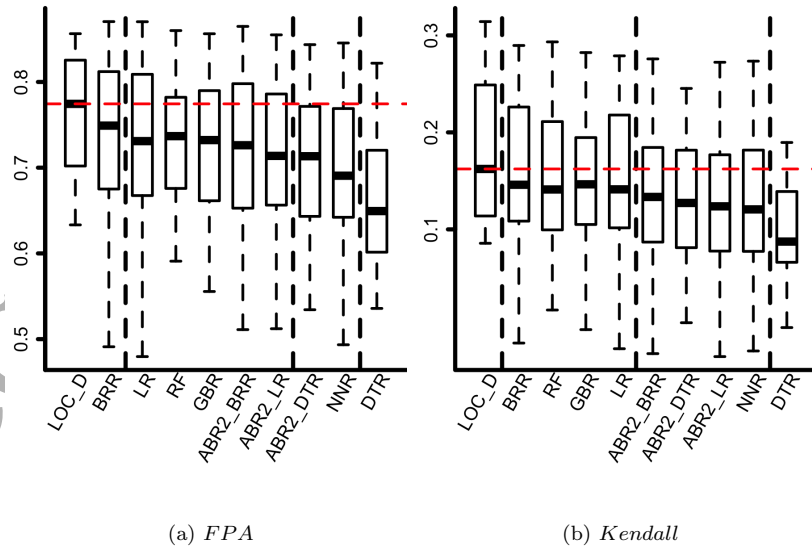 0.5 0.6 0.7 0.8
LOC_D BRR LR RF GBR ABR2_BRR ABR2_LR ABR2_DTR NNR DTR
(a) FPA
0.1 0.2 0.3
LOC_D BRR RF GBR LR ABR2_BRR ABR2_DTR ABR2_LR NNR DTR
(b) Kendall